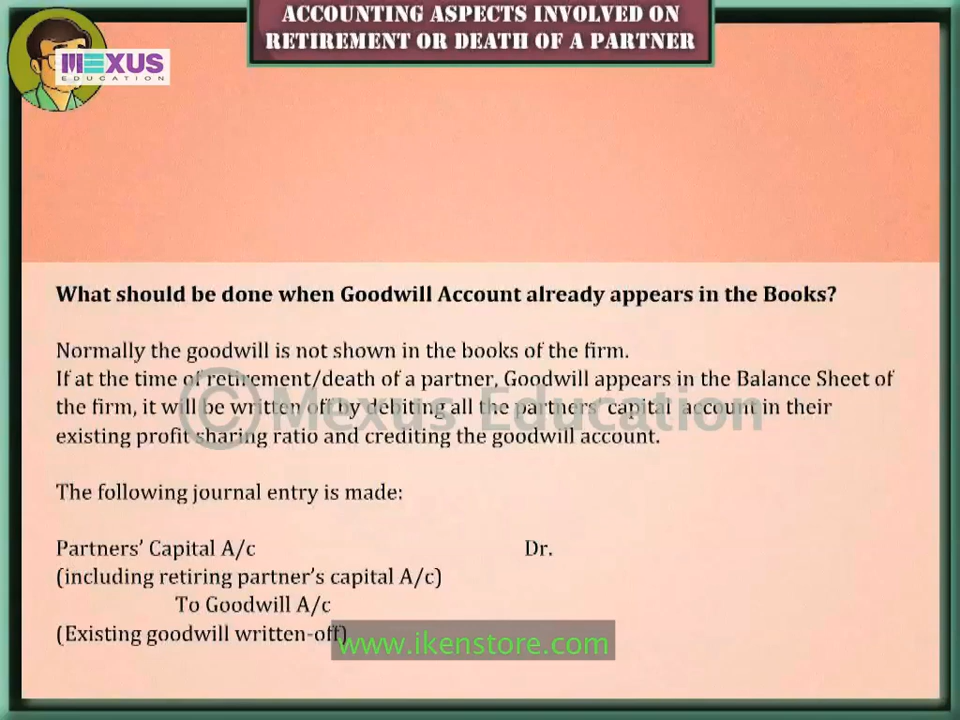 ACCOUNTING ASPECTS INVOLVED ON
RETIREMENT OR DEATH OF A PARTNER
MEXUS
EDUCATION
What should be done when Goodwill Account already appears in the Books?
Normally the goodwill is not shown in the books of the firm.
If at the time of retirement/death of a partner, Goodwill appears in the Balance Sheet of
the firm, it will be written off by debiting all the partners' capital account in their
existing profit sharing ratio and crediting the goodwill account.
© Mexus Education
The following journal entry is made:
Partners' Capital A/c Dr.
(including retiring partner's capital A/c)
To Goodwill A/c
(Existing goodwill written-off)
www.ikenstore.com